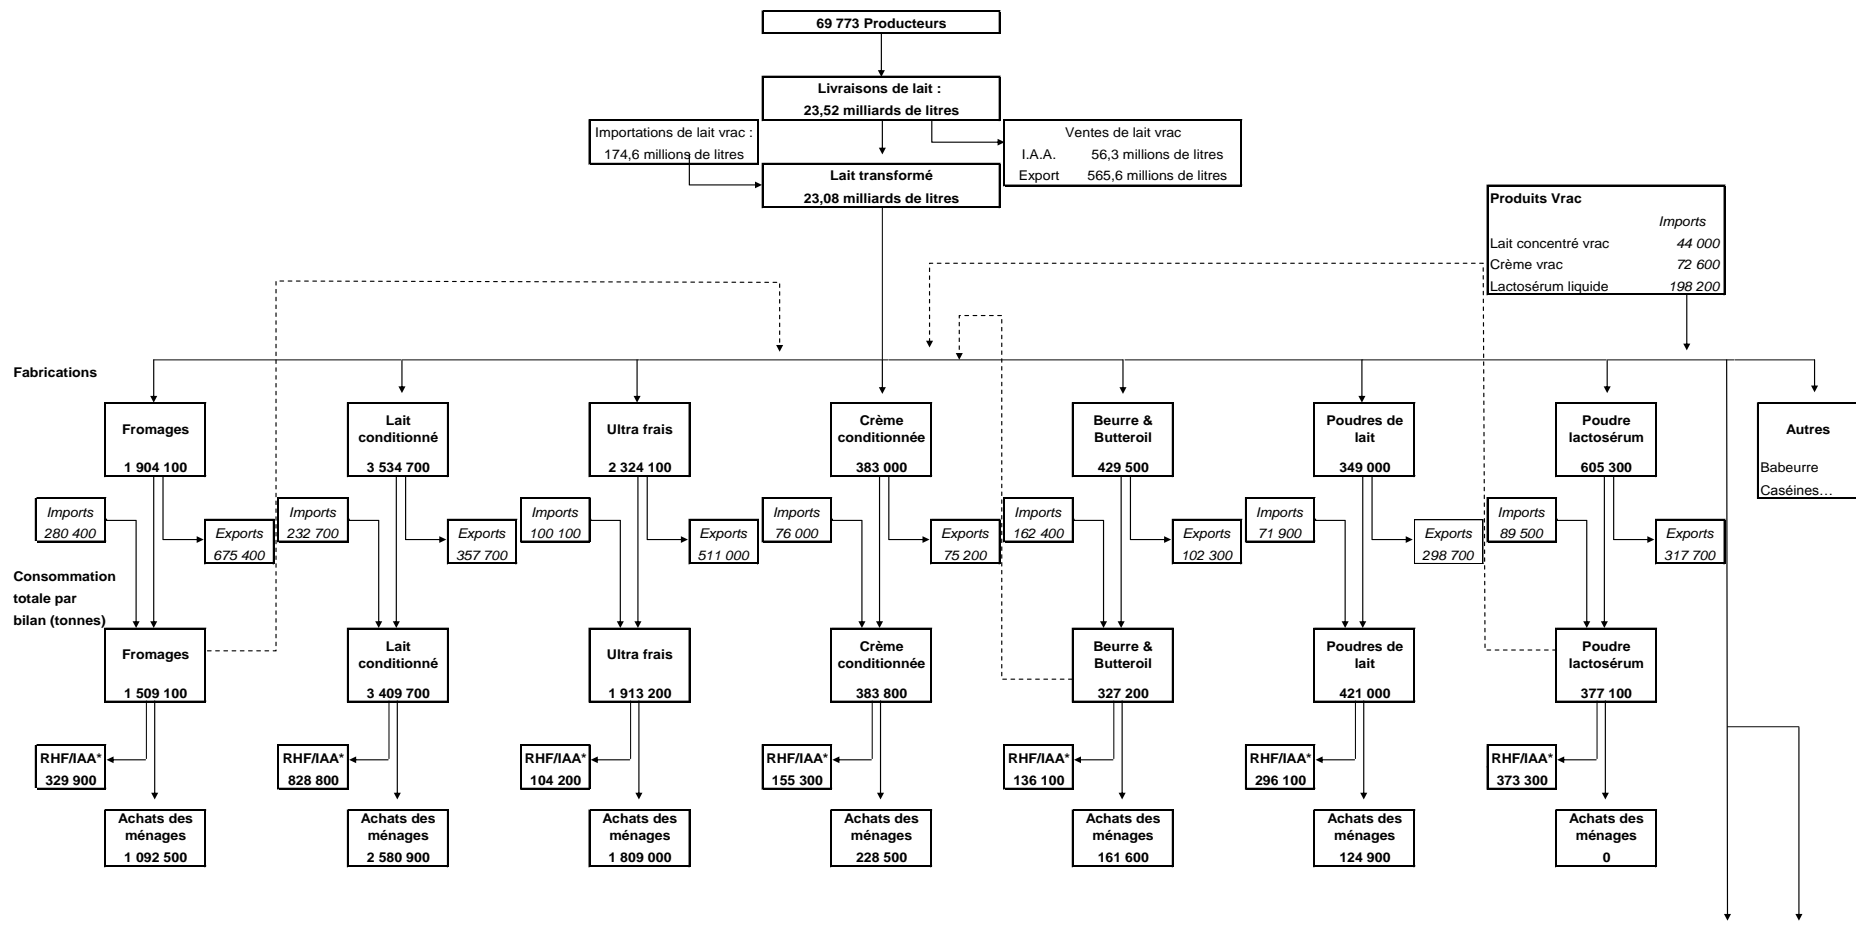 69 773 Producteurs
Livraisons de lait :
23,52 milliards de litres
Importations de lait vrac :
174,6 millions de litres
Ventes de lait vrac
I.A.A. 56,3 millions de litres
Export 565,6 millions de litres
Lait transformé
23,08 milliards de litres
Produits Vrac
Imports
Lait concentré vrac 44 000
Crème vrac 72 600
Lactosérum liquide 198 200
Fabrications
Fromages
1 904 100
Lait
conditionné
3 534 700
Ultra frais
2 324 100
Crème
conditionnée
383 000
Beurre &
Butteroil
429 500
Poudres de
lait
349 000
Poudre
lactosérum
605 300
Autres
Babeurre
Caséines…
Imports
280 400
Exports
675 400
Imports
232 700
Exports
357 700
Imports
100 100
Exports
511 000
Imports
76 000
Exports
75 200
Imports
162 400
Exports
102 300
Imports
71 900
Exports
298 700
Imports
89 500
Exports
317 700
Consommation
totale par
bilan (tonnes)
Fromages
1 509 100
Lait
conditionné
3 409 700
Ultra frais
1 913 200
Crème
conditionnée
383 800
Beurre &
Butteroil
327 200
Poudres de
lait
421 000
Poudre
lactosérum
377 100
RHF/IAA*
329 900
RHF/IAA*
828 800
RHF/IAA*
104 200
RHF/IAA*
155 300
RHF/IAA*
136 100
RHF/IAA*
296 100
RHF/IAA*
373 300
Achats des
ménages
1 092 500
Achats des
ménages
2 580 900
Achats des
ménages
1 809 000
Achats des
ménages
228 500
Achats des
ménages
161 600
Achats des
ménages
124 900
Achats des
ménages
0